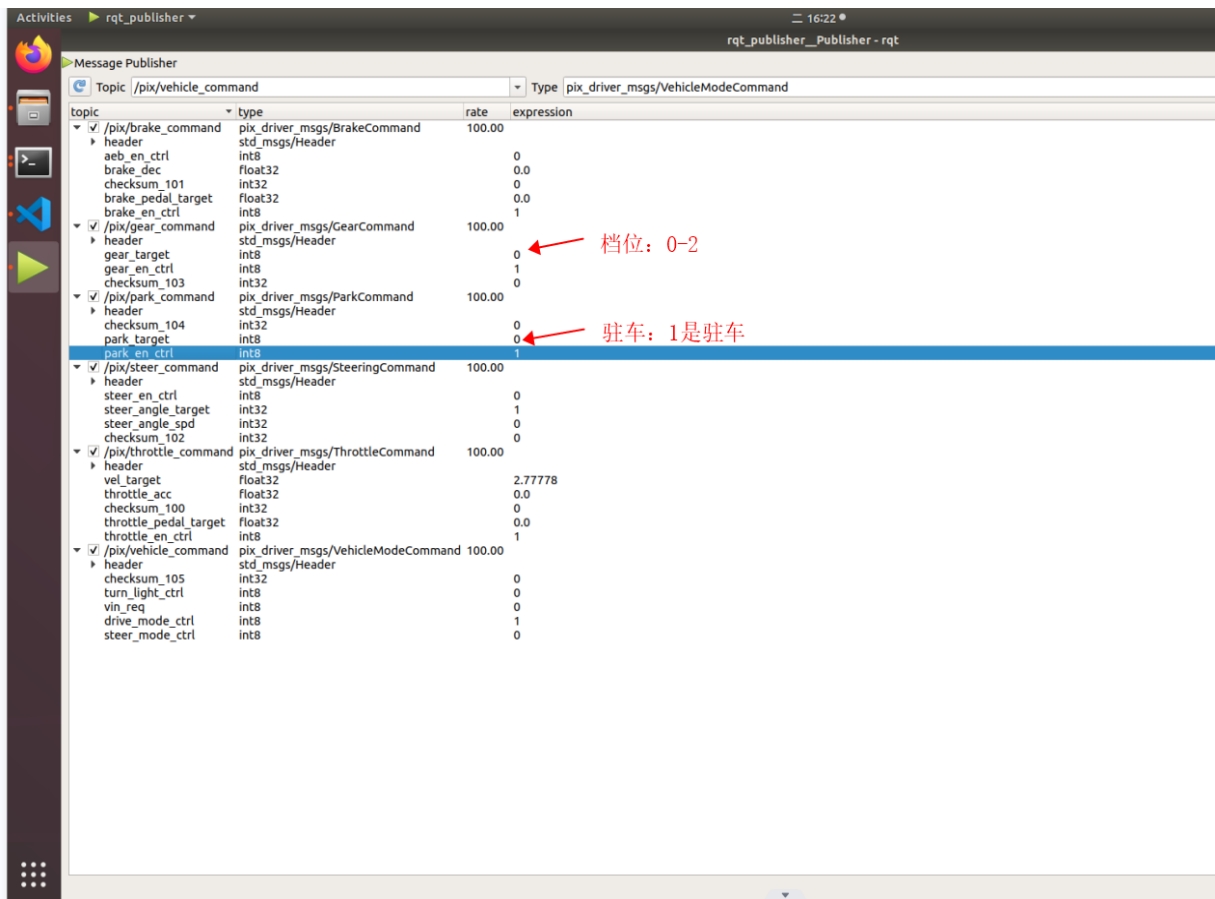 Activities rqt_publisher 二 16:22
rqt_publisher__Publisher - rqt
Message Publisher
Topic /pix/vehicle_command Type pix_driver_msgs/VehicleModeCommand
topic type rate expression
/pix/brake_command pix_driver_msgs/BrakeCommand 100.00
header std_msgs/Header
aeb_en_ctrl int8 0
brake_dec float32 0.0
checksum_101 int32 0
brake_pedal_target float32 0.0
brake_en_ctrl int8 1
/pix/gear_command pix_driver_msgs/GearCommand 100.00
header std_msgs/Header 档位：0-2
gear_target int8 0
gear_en_ctrl int8 1
checksum_103 int32 0
/pix/park_command pix_driver_msgs/ParkCommand 100.00
header std_msgs/Header
checksum_104 int32 0
park_target int8 0 驻车：1是驻车
park_en_ctrl int8 1
/pix/steer_command pix_driver_msgs/SteeringCommand 100.00
header std_msgs/Header
steer_en_ctrl int8 0
steer_angle_target int32 1
steer_angle_spd int32 0
checksum_102 int32 0
/pix/throttle_command pix_driver_msgs/ThrottleCommand 100.00
header std_msgs/Header
vel_target float32 2.77778
throttle_acc float32 0.0
checksum_100 int32 0
throttle_pedal_target float32 0.0
throttle_en_ctrl int8 1
/pix/vehicle_command pix_driver_msgs/VehicleModeCommand 100.00
header std_msgs/Header
checksum_105 int32 0
turn_light_ctrl int8 0
vin_req int8 0
drive_mode_ctrl int8 1
steer_mode_ctrl int8 0